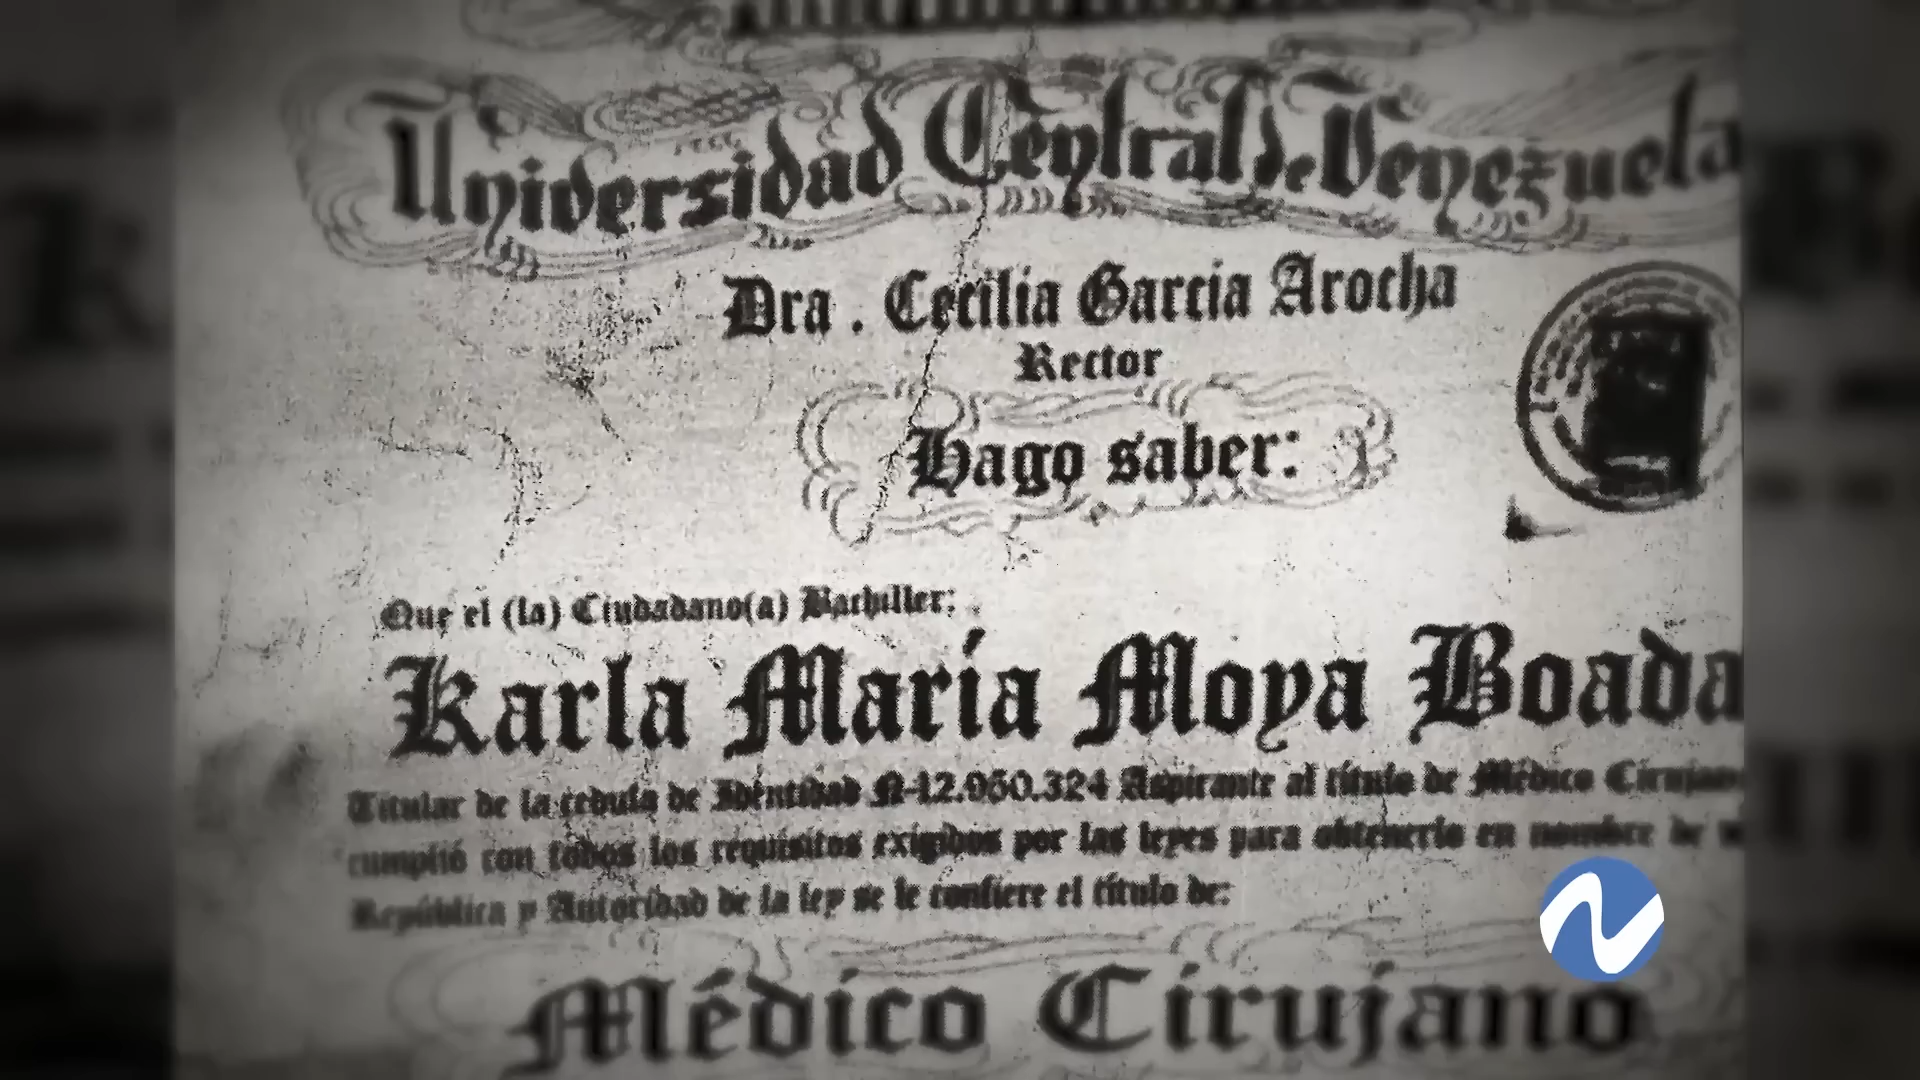 Universidad Central de Venezuela
Dra. Cecilia Garcia Arocha
Rector
Hago saber:
Que el (la) Ciudadano(a) Bachiller:
Karla María Moya Boada
Titular de la cedula de Identidad N-12.950.324 Aspirante al título de Médico Cirujano
cumplió con todos los requisitos exigidos por las leyes para obtenerlo en nombre de
República y Autoridad de la ley se le confiere el título de:
Médico Cirujano